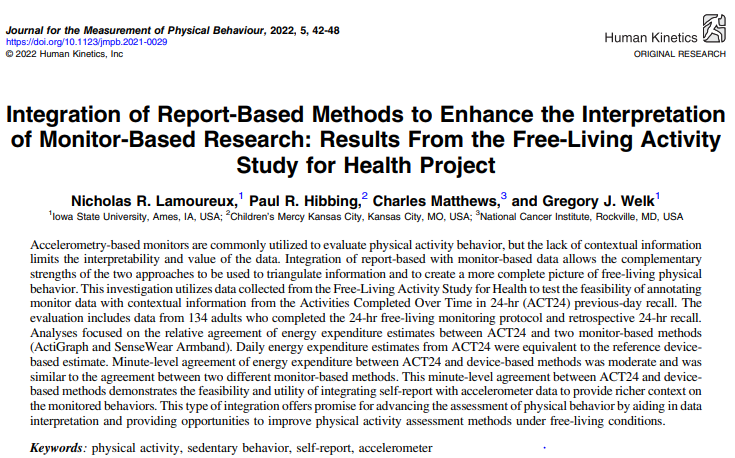 Journal for the Measurement of Physical Behaviour, 2022, 5, 42-48
https://doi.org/10.1123/jmpb.2021-0029
© 2022 Human Kinetics, Inc
Human Kinetics
ORIGINAL RESEARCH
Integration of Report-Based Methods to Enhance the Interpretation
of Monitor-Based Research: Results From the Free-Living Activity
Study for Health Project
Nicholas R. Lamoureux,1 Paul R. Hibbing,2 Charles Matthews,3 and Gregory J. Welk1
1Iowa State University, Ames, IA, USA; 2Children's Mercy Kansas City, Kansas City, MO, USA; 3National Cancer Institute, Rockville, MD, USA
Accelerometry-based monitors are commonly utilized to evaluate physical activity behavior, but the lack of contextual information
limits the interpretability and value of the data. Integration of report-based with monitor-based data allows the complementary
strengths of the two approaches to be used to triangulate information and to create a more complete picture of free-living physical
behavior. This investigation utilizes data collected from the Free-Living Activity Study for Health to test the feasibility of annotating
monitor data with contextual information from the Activities Completed Over Time in 24-hr (ACT24) previous-day recall. The
evaluation includes data from 134 adults who completed the 24-hr free-living monitoring protocol and retrospective 24-hr recall.
Analyses focused on the relative agreement of energy expenditure estimates between ACT24 and two monitor-based methods
(ActiGraph and SenseWear Armband). Daily energy expenditure estimates from ACT24 were equivalent to the reference device-
based estimate. Minute-level agreement of energy expenditure between ACT24 and device-based methods was moderate and was
similar to the agreement between two different monitor-based methods. This minute-level agreement between ACT24 and device-
based methods demonstrates the feasibility and utility of integrating self-report with accelerometer data to provide richer context on
the monitored behaviors. This type of integration offers promise for advancing the assessment of physical behavior by aiding in data
interpretation and providing opportunities to improve physical activity assessment methods under free-living conditions.
Keywords: physical activity, sedentary behavior, self-report, accelerometer